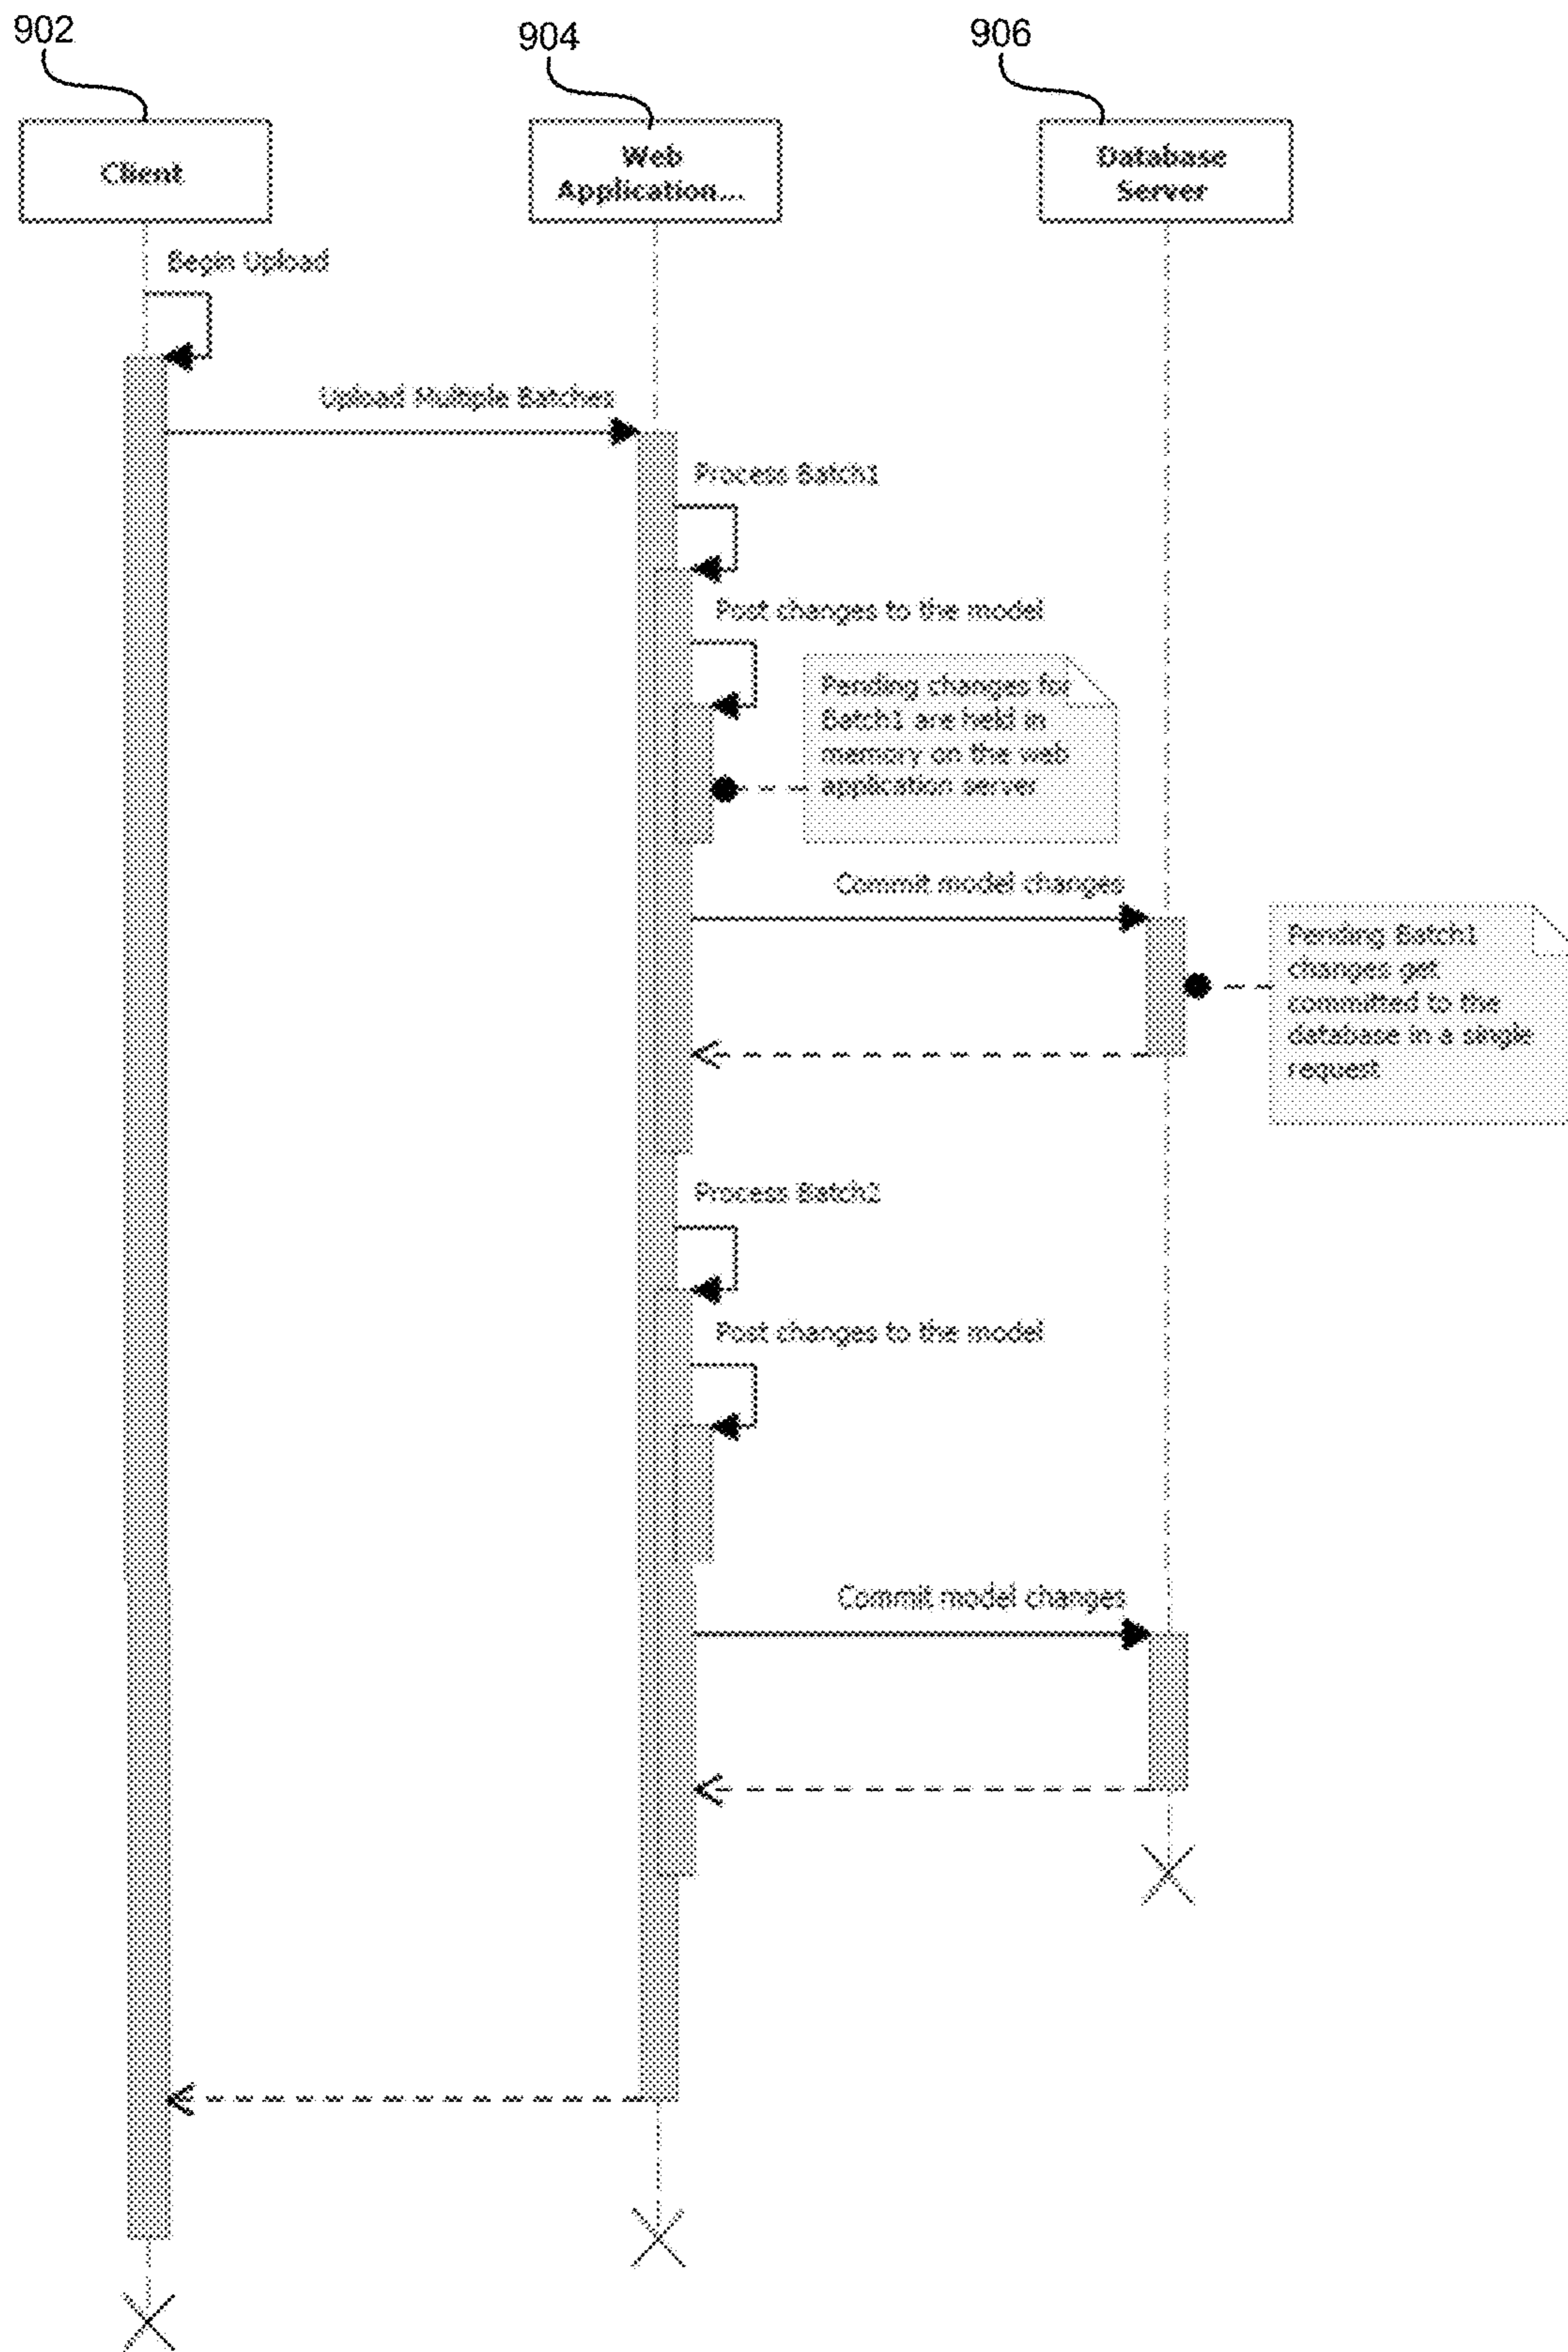 902
904
906
Client
Web
Application...
Database
Server
Begin Upload
Upload Multiple Batches
Process Batch1
Post changes to the model
Pending changes for
Batch1 are held in
memory on the web
application server
Commit model changes
Pending Batch1
changes get
committed to the
database in a single
request
Process Batch2
Post changes to the model
Commit model changes